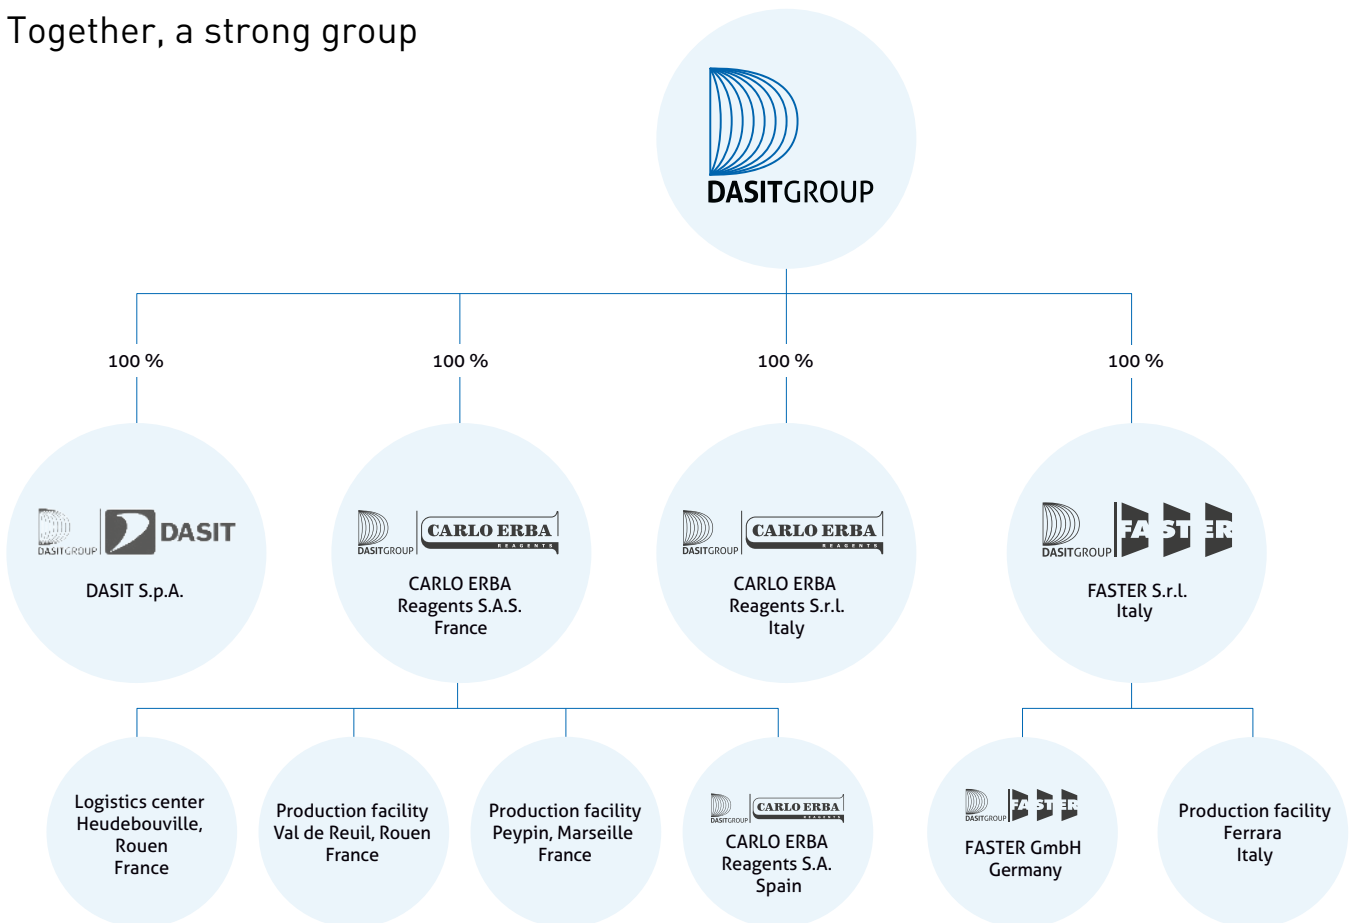 Together, a strong group
DASITGROUP
100 %
100 %
100 %
100 %
DASITGROUP
DASIT
DASIT S.p.A.
DASITGROUP
CARLO ERBA
REAGENTS
CARLO ERBA
Reagents S.A.S.
France
DASITGROUP
CARLO ERBA
REAGENTS
CARLO ERBA
Reagents S.r.l.
Italy
DASITGROUP
FASTER
FASTER S.r.l.
Italy
Logistics center
Heudebouville,
Rouen
France
Production facility
Val de Reuil, Rouen
France
Production facility
Peypin, Marseille
France
DASITGROUP
CARLO ERBA
REAGENTS
CARLO ERBA
Reagents S.A.
Spain
DASITGROUP
FASTER
FASTER GmbH
Germany
Production facility
Ferrara
Italy